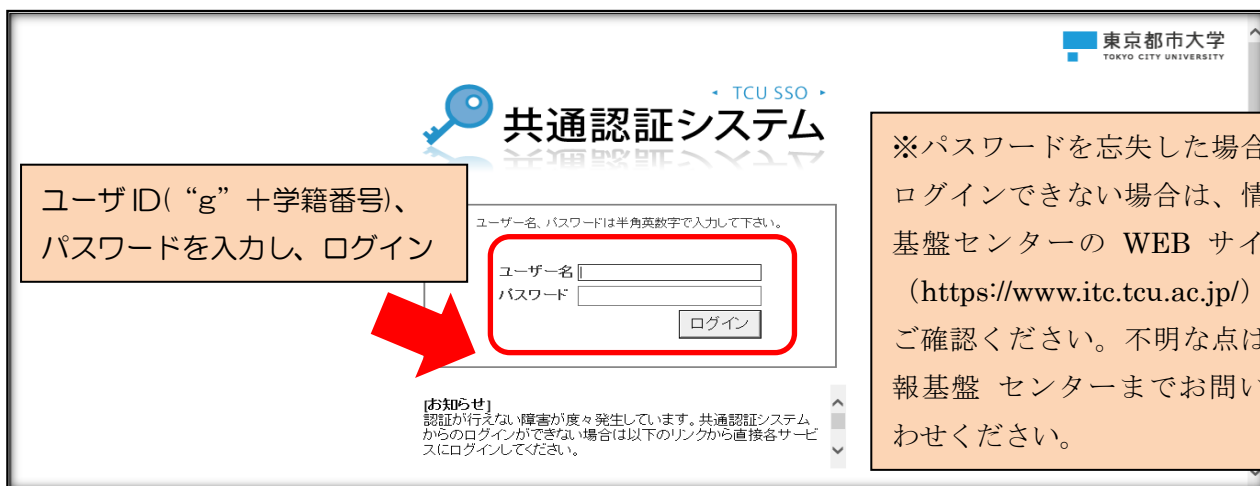 東京都市大学
TOKYO CITY UNIVERSITY
TCU SSO
共通認証システム
ユーザID(“g”+学籍番号)、
パスワードを入力し、ログイン
ユーザー名、パスワードは半角英数字で入力して下さい。
ユーザー名
パスワード
ログイン
[お知らせ]
認証が行えない障害が度々発生しています。共通認証システム
からのログインができない場合は以下のリンクから直接各サービ
スにログインしてください。
※パスワードを忘失した場合
ログインできない場合は、情
基盤センターの WEB サイ
（https://www.itc.tcu.ac.jp/）
ご確認ください。不明な点は
報基盤 センターまでお問い
わせください。